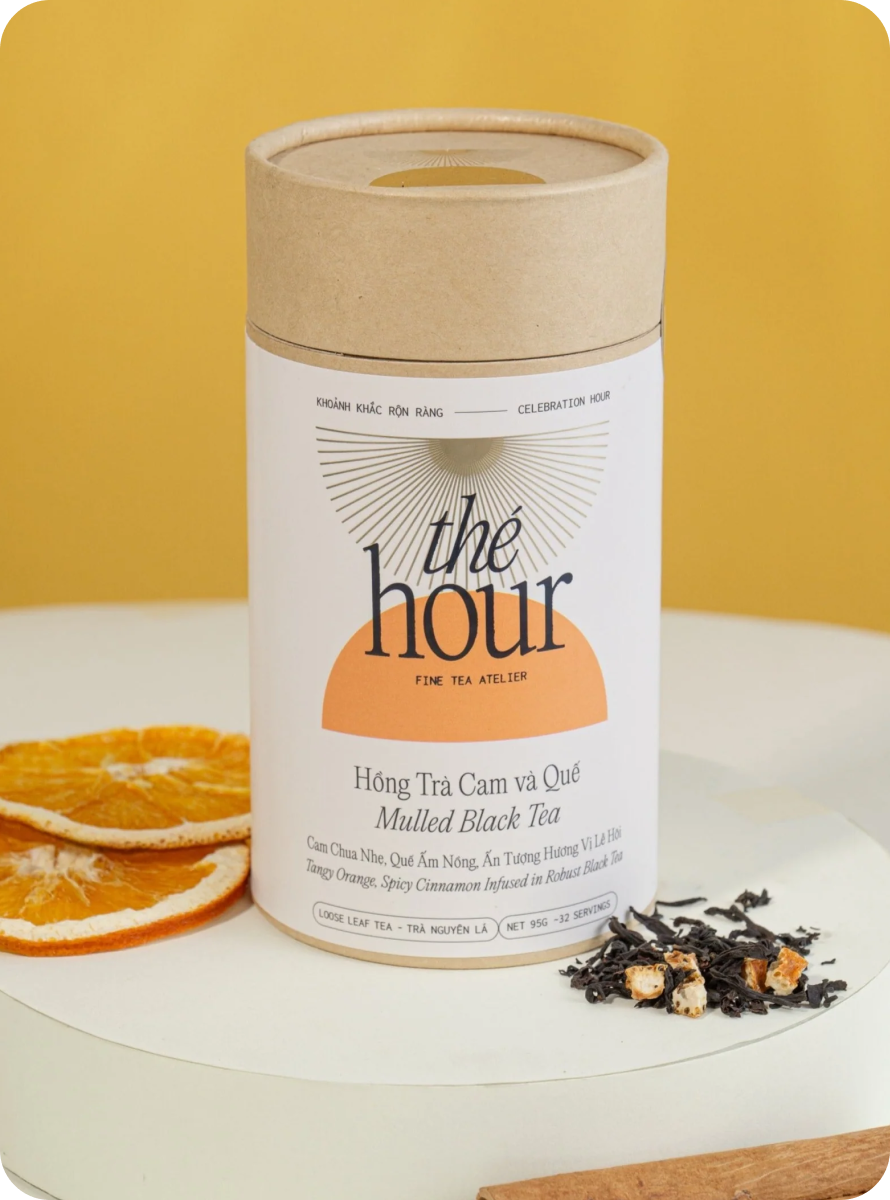 KHOẢNH KHẮC RỘN RÀNG CELEBRATION HOUR
thé
hour
FINE TEA ATELIER
Hồng Trà Cam và Quế
Mulled Black Tea
Cam Chua Nhẹ, Quế Ấm Nồng, Ấn Tượng Hương Vị Lễ Hội
Tangy Orange, Spicy Cinnamon Infused in Robust Black Tea
LOOSE LEAF TEA - TRÀ NGUYÊN LÁ NET 95G ~32 SERVINGS